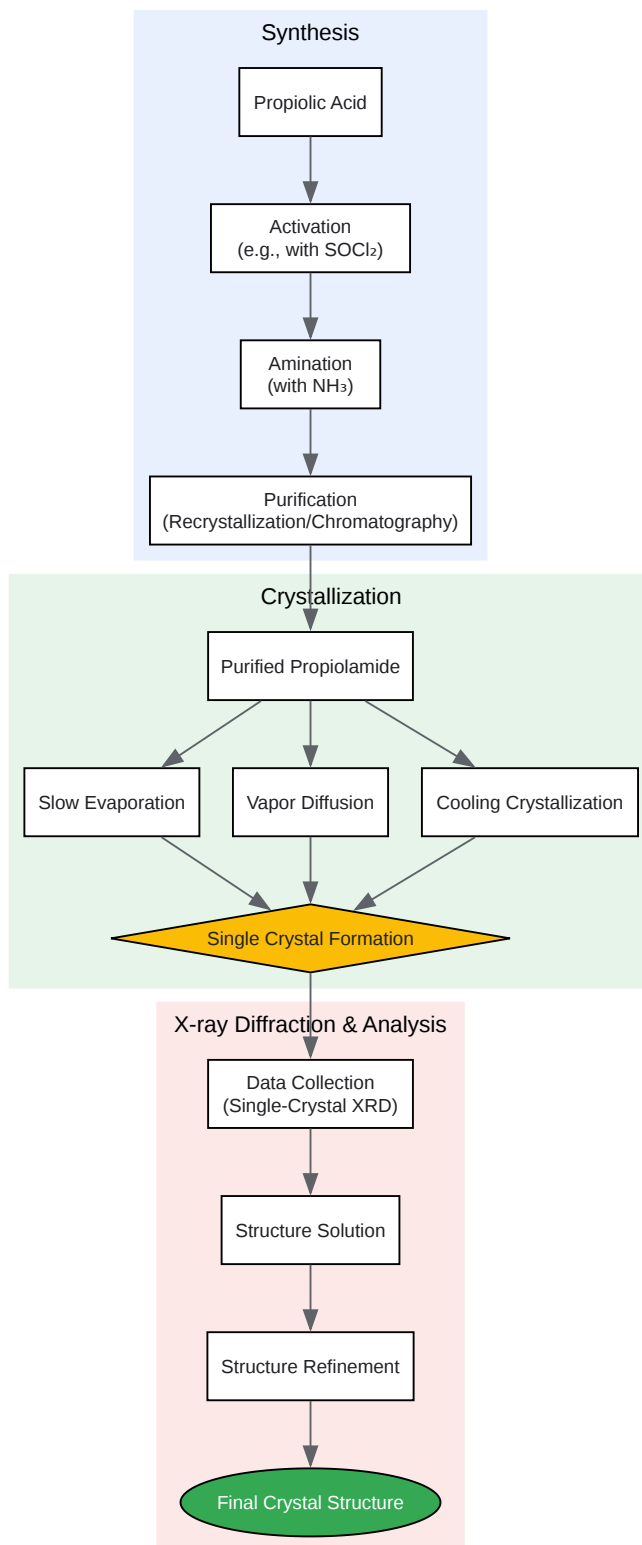 Synthesis
Propiolic Acid
Activation
(e.g., with SOCl₂)
Amination
(with NH₃)
Purification
(Recrystallization/Chromatography)
Crystallization
Purified Propiolamide
Slow Evaporation
Vapor Diffusion
Cooling Crystallization
Single Crystal Formation
X-ray Diffraction & Analysis
Data Collection
(Single-Crystal XRD)
Structure Solution
Structure Refinement
Final Crystal Structure